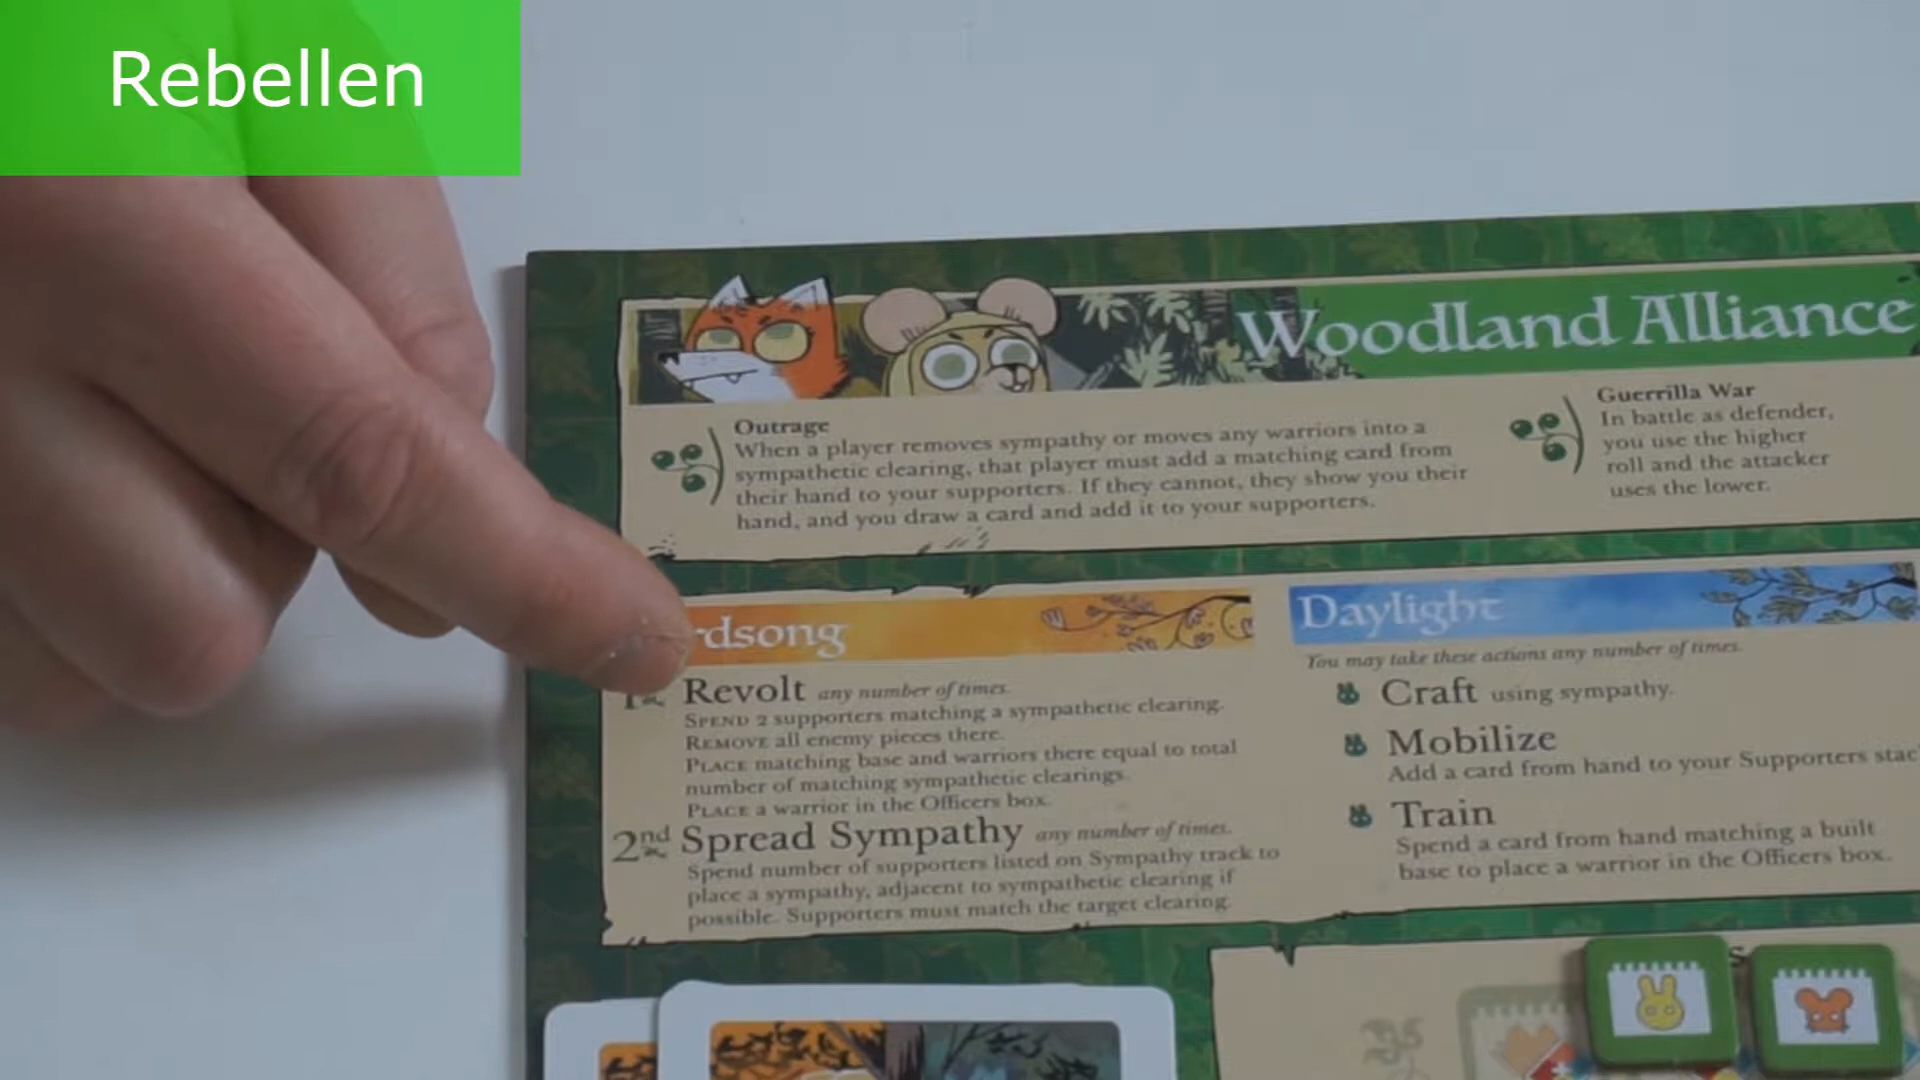 Rebellen
Woodland Alliance
Outrage
When a player removes sympathy or moves any warriors into a
sympathetic clearing, that player must add a matching card from
their hand to your supporters. If they cannot, they show you their
hand, and you draw a card and add it to your supporters.
Guerrilla War
In battle as defender,
you use the higher
roll and the attacker
uses the lower.
rdsong
Revolt any number of times.
SPEND 2 supporters matching a sympathetic clearing.
REMOVE all enemy pieces there.
PLACE matching base and warriors there equal to total
number of matching sympathetic clearings.
PLACE a warrior in the Officers box.
2nd Spread Sympathy any number of times.
Spend number of supporters listed on Sympathy track to
place a sympathy, adjacent to sympathetic clearing if
possible. Supporters must match the target clearing.
Daylight
You may take these actions any number of times.
Craft using sympathy.
Mobilize
Add a card from hand to your Supporters stac
Train
Spend a card from hand matching a built
base to place a warrior in the Officers box.